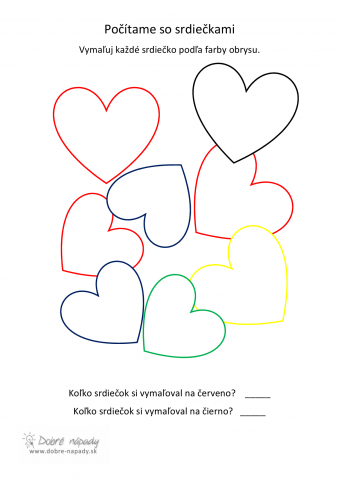 Počítame so srdiečkami
Vymaľuj každé srdiečko podľa farby obrysu.
Koľko srdiečok si vymaľoval na červeno? _____
Koľko srdiečok si vymaľoval na čierno? _____
Dobré nápady
www.dobre-napady.sk